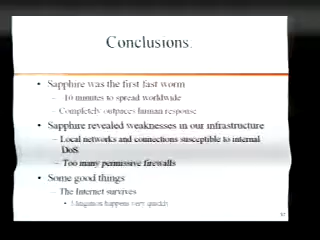 Conclusions:
• Sapphire was the first fast worm
– 10 minutes to spread worldwide
– Completely outpaces human response
• Sapphire revealed weaknesses in our infrastructure
– Local networks and connections susceptible to internal
DoS
– Too many permissive firewalls
• Some good things
– The Internet survives
• Mitigation happens very quickly